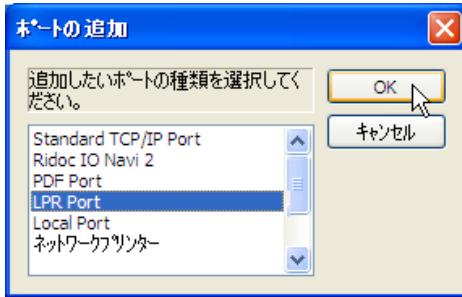 ポートの追加
追加したいポートの種類を選択してく
ださい。
OK
キャンセル
Standard TCP/IP Port
Ridoc IO Navi 2
PDF Port
LPR Port
Local Port
ネットワークプリンター